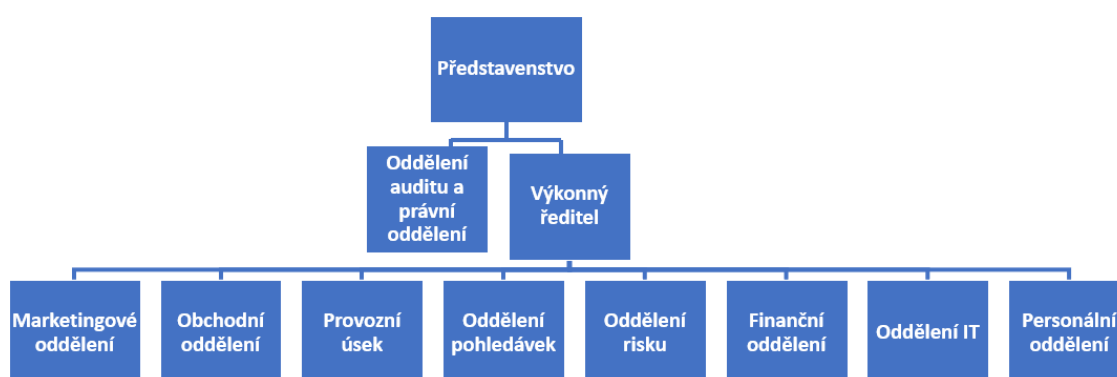 Představenstvo
Oddělení
auditu a
právní
oddělení
Výkonný
ředitel
Marketingové
oddělení
Obchodní
oddělení
Provozní
úsek
Oddělení
pohledávek
Oddělení
risku
Finanční
oddělení
Oddělení IT
Personální
oddělení